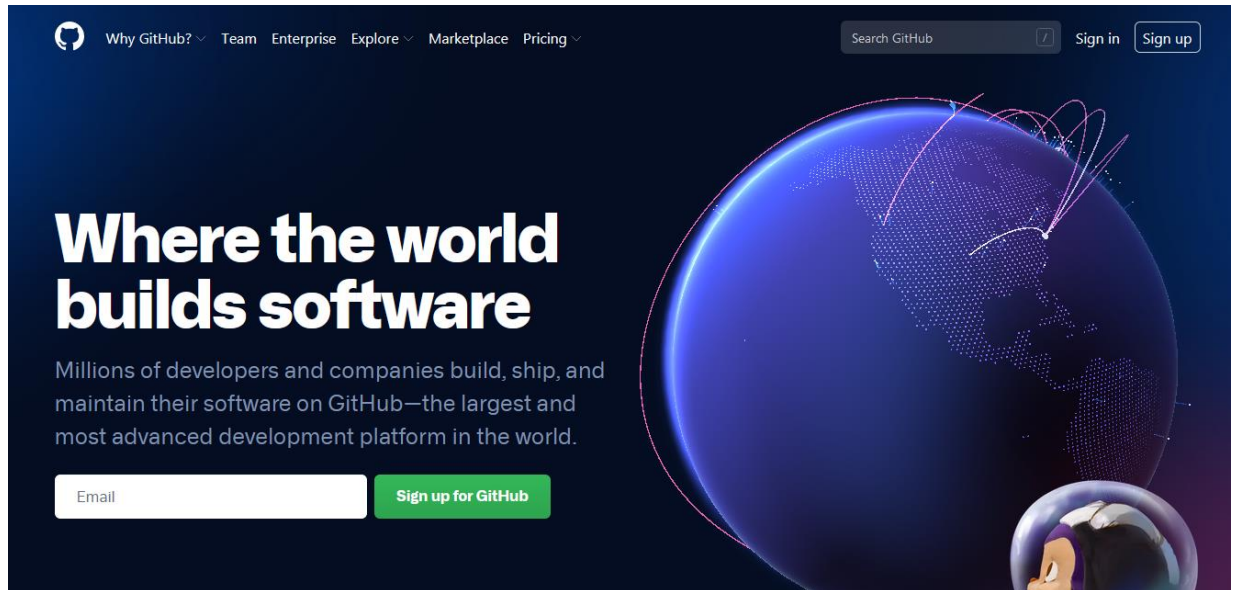 Why GitHub? Team Enterprise Explore Marketplace Pricing Search GitHub / Sign in Sign up
Where the world
builds software
Millions of developers and companies build, ship, and
maintain their software on GitHub—the largest and
most advanced development platform in the world.
Email Sign up for GitHub